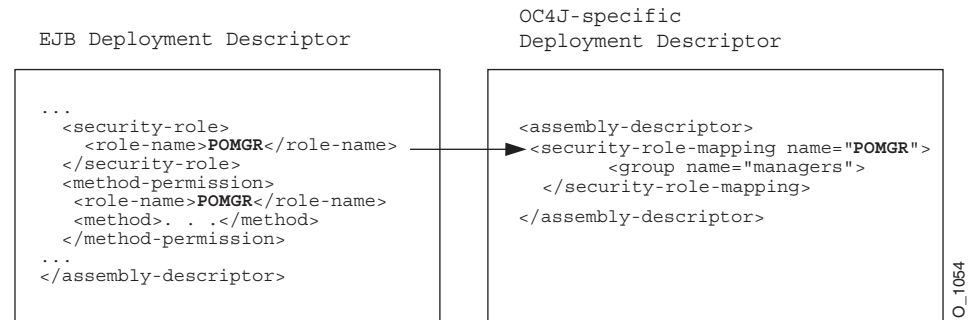 EJB Deployment Descriptor
...
<security-role>
<role-name>POMGR</role-name>
</security-role>
<method-permission>
<role-name>POMGR</role-name>
<method>. . .</method>
</method-permission>
...
</assembly-descriptor>
OC4J-specific
Deployment Descriptor
<assembly-descriptor>
<security-role-mapping name="POMGR">
<group name="managers">
</security-role-mapping>
</assembly-descriptor>
O_1054